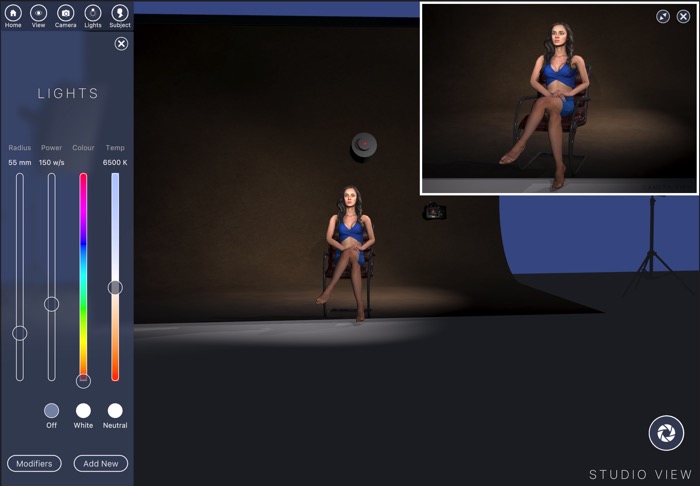 Home View Camera Lights Subject
LIGHTS
Radius Power Colour Temp
55 mm 150 w/s 6500 K
Off White Neutral
Modifiers Add New
STUDIO VIEW